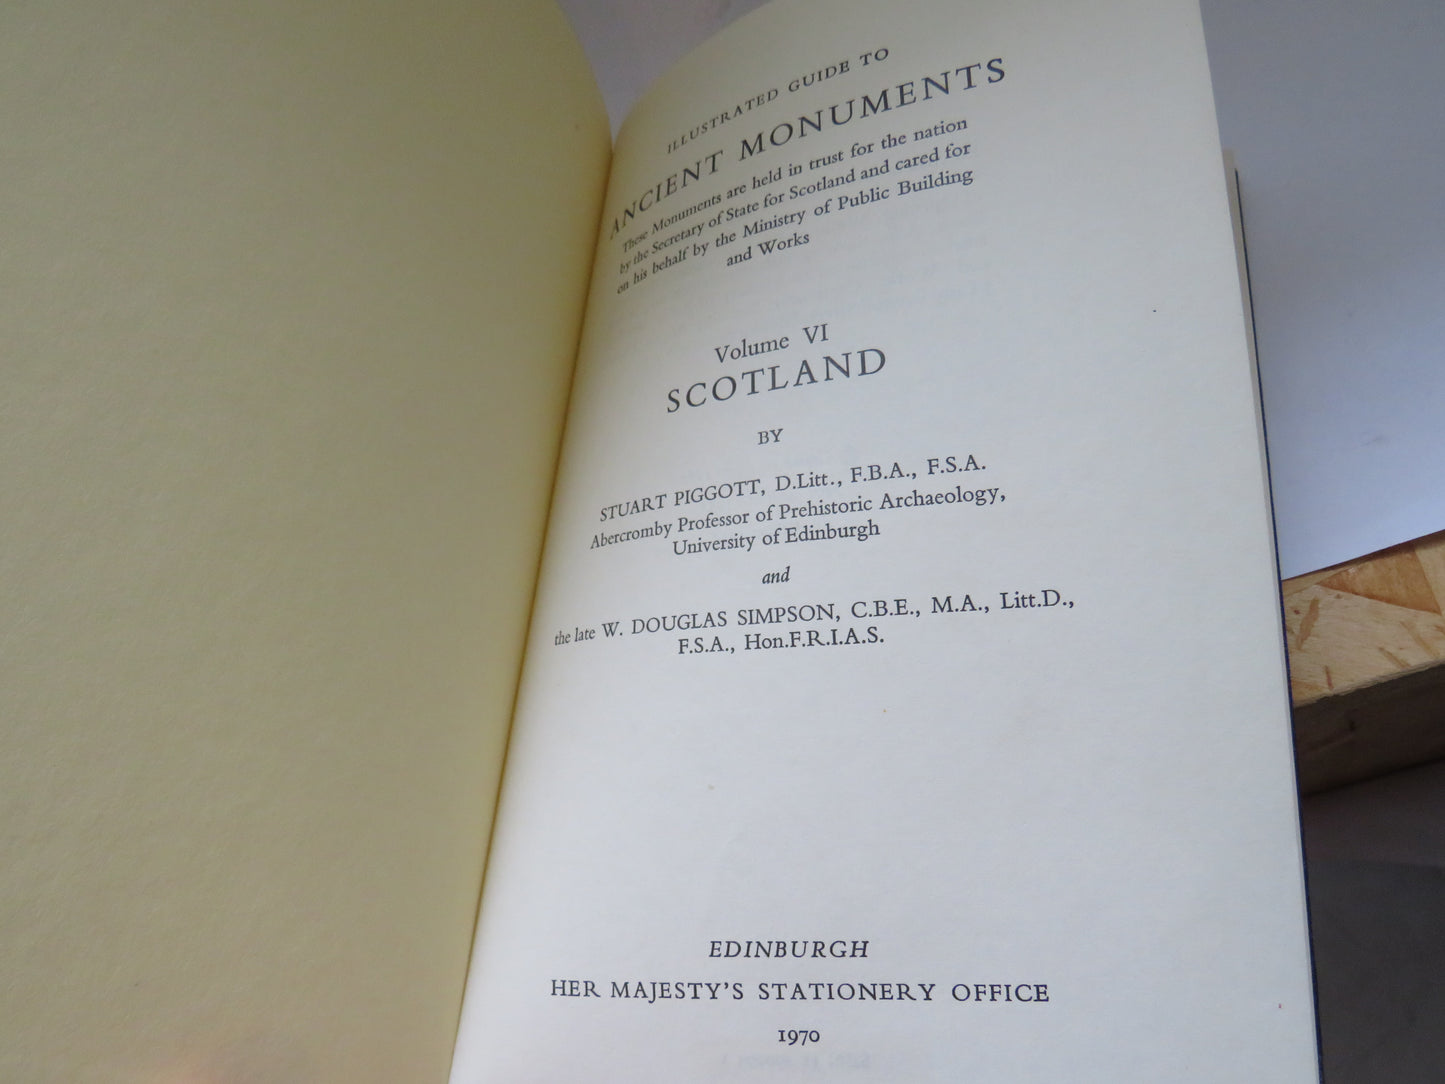 ILLUSTRATED GUIDE TO
ANCIENT MONUMENTS
These Monuments are held in trust for the nation
by the Secretary of State for Scotland and cared for
on his behalf by the Ministry of Public Building
and Works
Volume VI
SCOTLAND
BY
STUART PIGGOTT, D.Litt., F.B.A., F.S.A.
Abercromby Professor of Prehistoric Archaeology,
University of Edinburgh
and
the late W. DOUGLAS SIMPSON, C.B.E., M.A., Litt.D.,
F.S.A., Hon.F.R.I.A.S.
EDINBURGH
HER MAJESTY'S STATIONERY OFFICE
1970